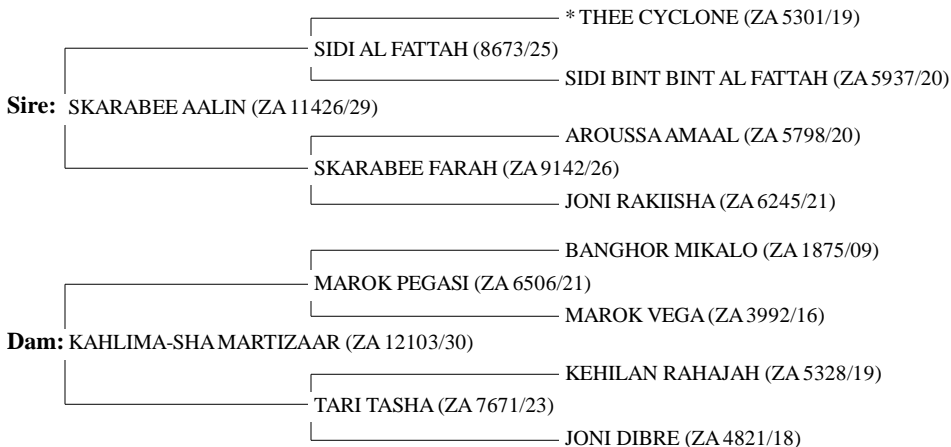 * THEE CYCLONE (ZA 5301/19)
SIDI AL FATTAH (8673/25)
SIDI BINT BINT AL FATTAH (ZA 5937/20)
Sire: SKARABEE AALIN (ZA 11426/29)
AROUSSA AMAAL (ZA 5798/20)
SKARABEE FARAH (ZA 9142/26)
JONI RAKIISHA (ZA 6245/21)
BANGHOR MIKALO (ZA 1875/09)
MAROK PEGASI (ZA 6506/21)
MAROK VEGA (ZA 3992/16)
Dam: KAHLIMA-SHA MARTIZAAR (ZA 12103/30)
KEHILAN RAHAJAH (ZA 5328/19)
TARI TASHA (ZA 7671/23)
JONI DIBRE (ZA 4821/18)